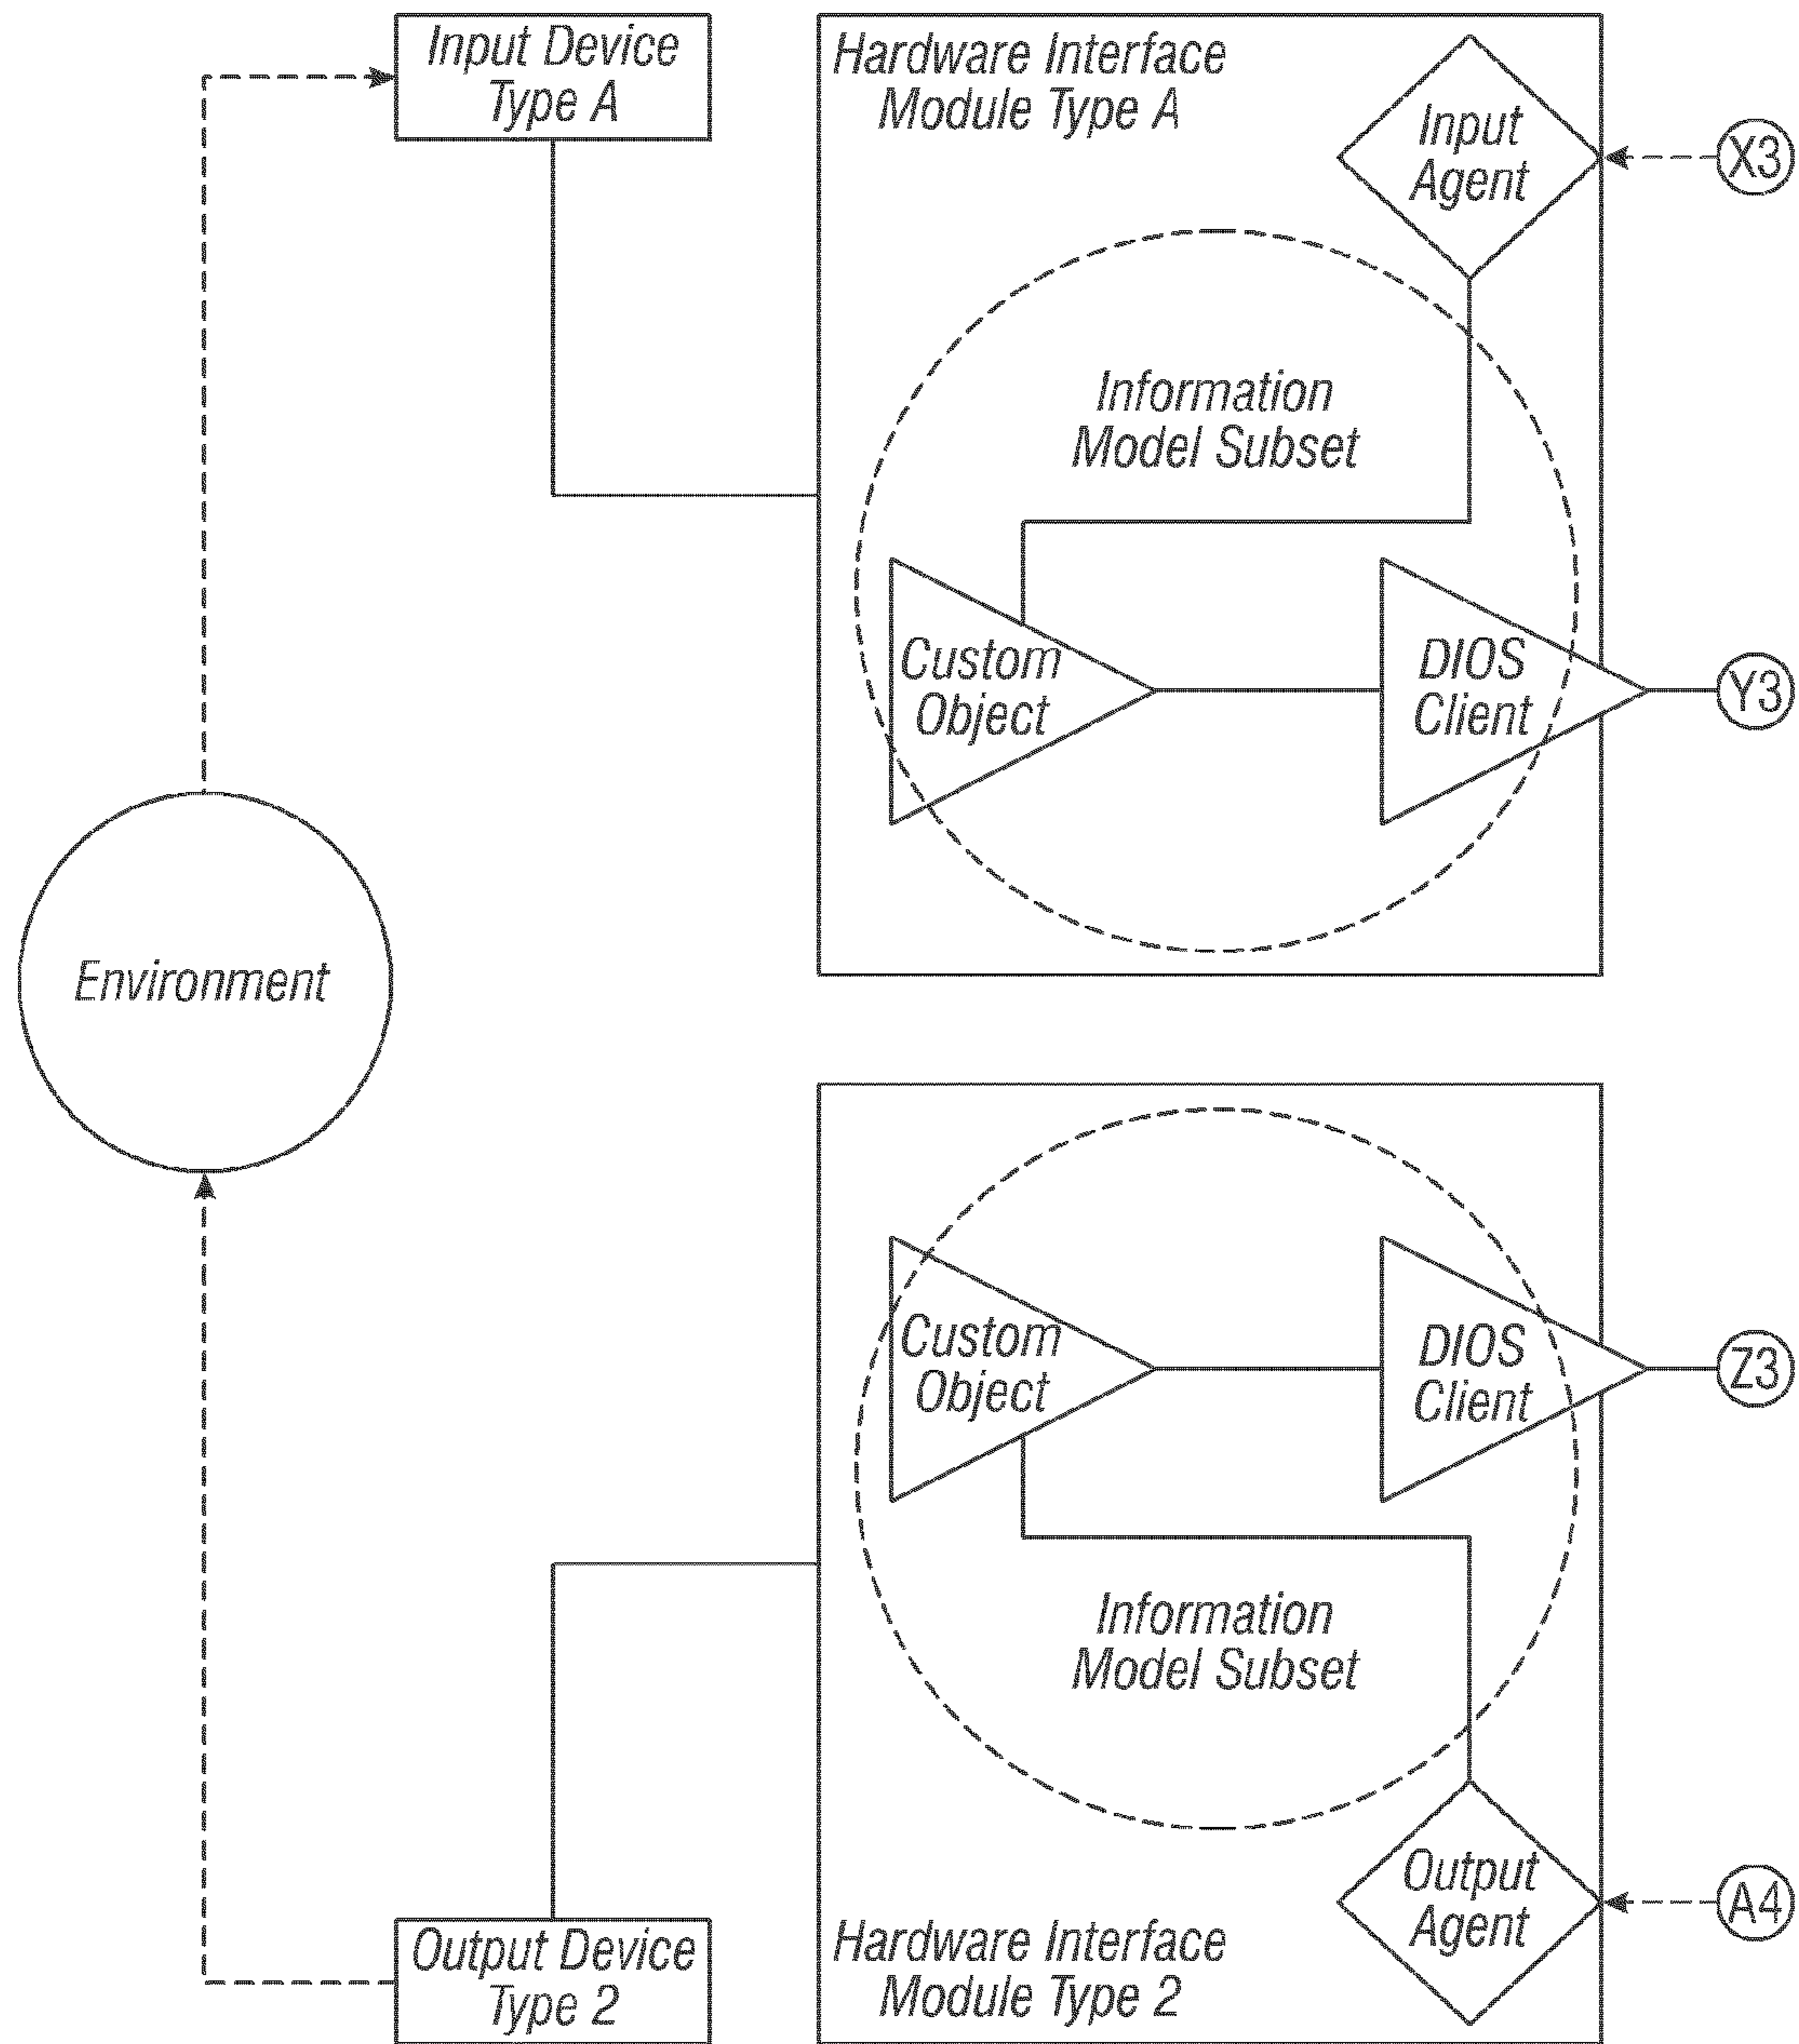 Input Device
Type A
Hardware Interface
Module Type A
Input
Agent
X3
Information
Model Subset
Custom
Object
DIOS
Client
Y3
Environment
Custom
Object
DIOS
Client
Z3
Information
Model Subset
Output
Agent
A4
Output Device
Type 2
Hardware Interface
Module Type 2